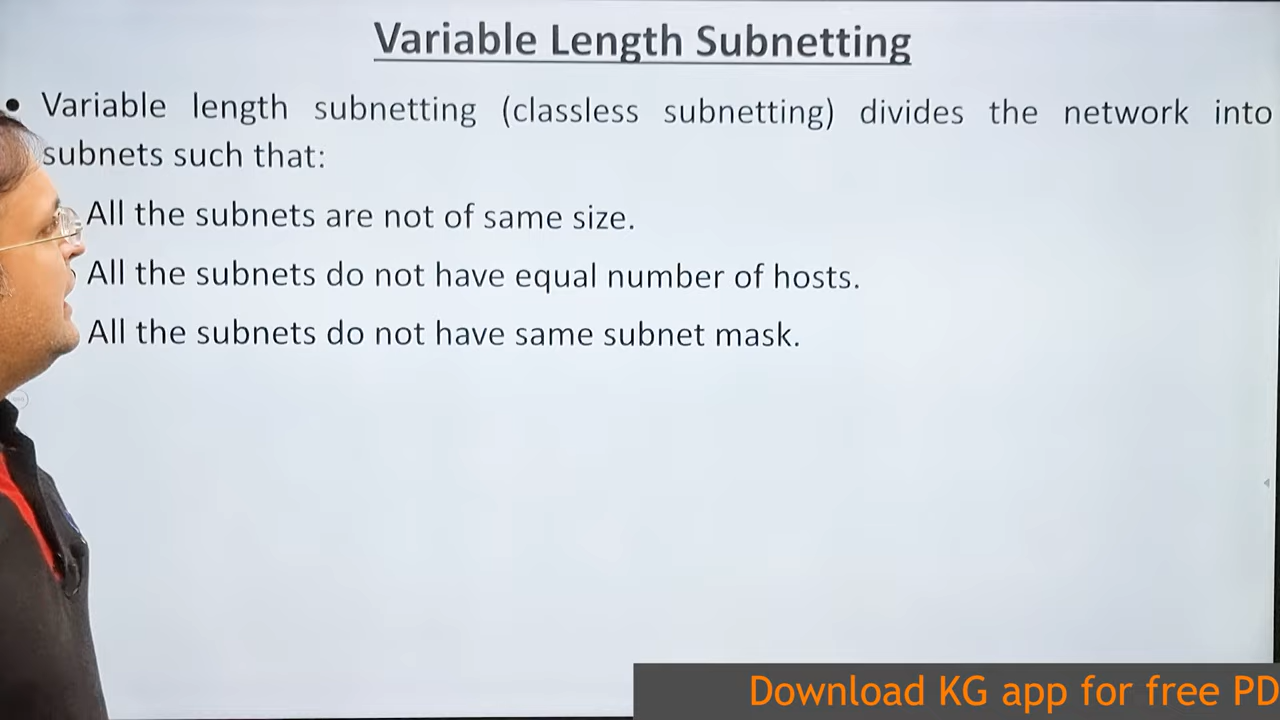 Variable Length Subnetting
• Variable length subnetting (classless subnetting) divides the network into
subnets such that:
All the subnets are not of same size.
All the subnets do not have equal number of hosts.
All the subnets do not have same subnet mask.
Download KG app for free PD